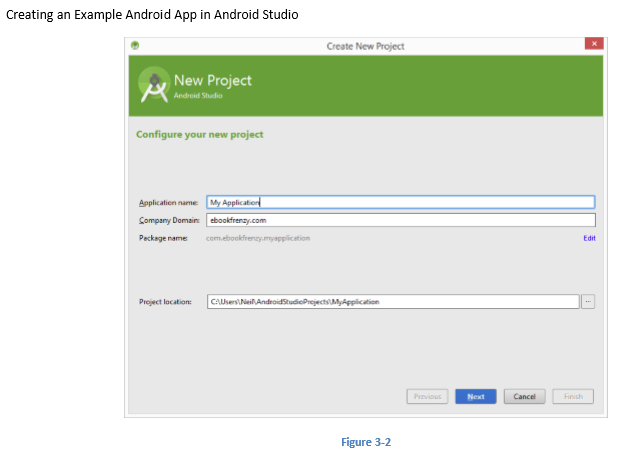 Creating an Example Android App in Android Studio
Create New Project
New Project
Android Studio
Configure your new project
Application name: My Application
Company Domain: ebookfrenzy.com
Package name: com.ebookfrenzy.myapplication Edit
Project location: C:\Users\Neil\AndroidStudioProjects\MyApplication ...
Previous Next Cancel Finish
Figure 3-2